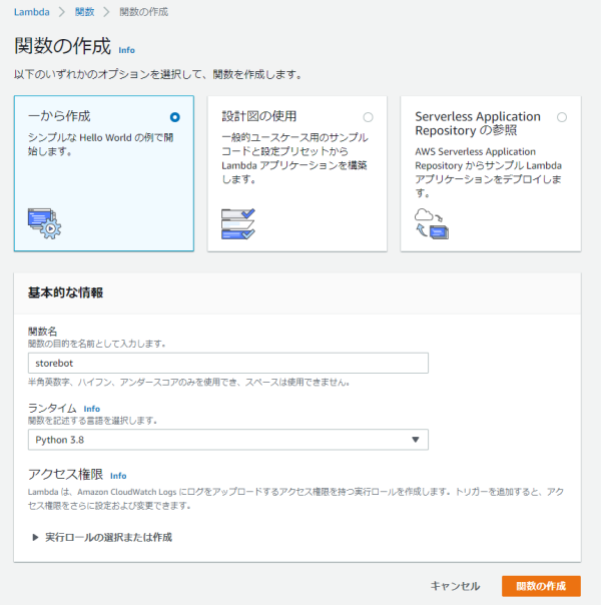 Lambda > 関数 > 関数の作成
関数の作成 Info
以下のいずれかのオプションを選択して、関数を作成します。
一から作成
シンプルな Hello World の例で開
始します。
設計図の使用
一般的ユースケース用のサンプル
コードと設定プリセットから
Lambda アプリケーションを構築
します。
Serverless Application
Repository の参照
AWS Serverless Application
Repository からサンプル Lambda
アプリケーションをデプロイしま
す。
基本的な情報
関数名
関数の目的を名前として入力します。
storebot
半角英数字、ハイフン、アンダースコアのみを使用でき、スペースは使用できません。
ランタイム Info
関数を記述する言語を選択します。
Python 3.8
アクセス権限 Info
Lambda は、Amazon CloudWatch Logs にログをアップロードするアクセス権限を持つ実行ロールを作成します。トリガーを追加すると、アク
セス権限をさらに設定および変更できます。
実行ロールの選択または作成
キャンセル 関数の作成